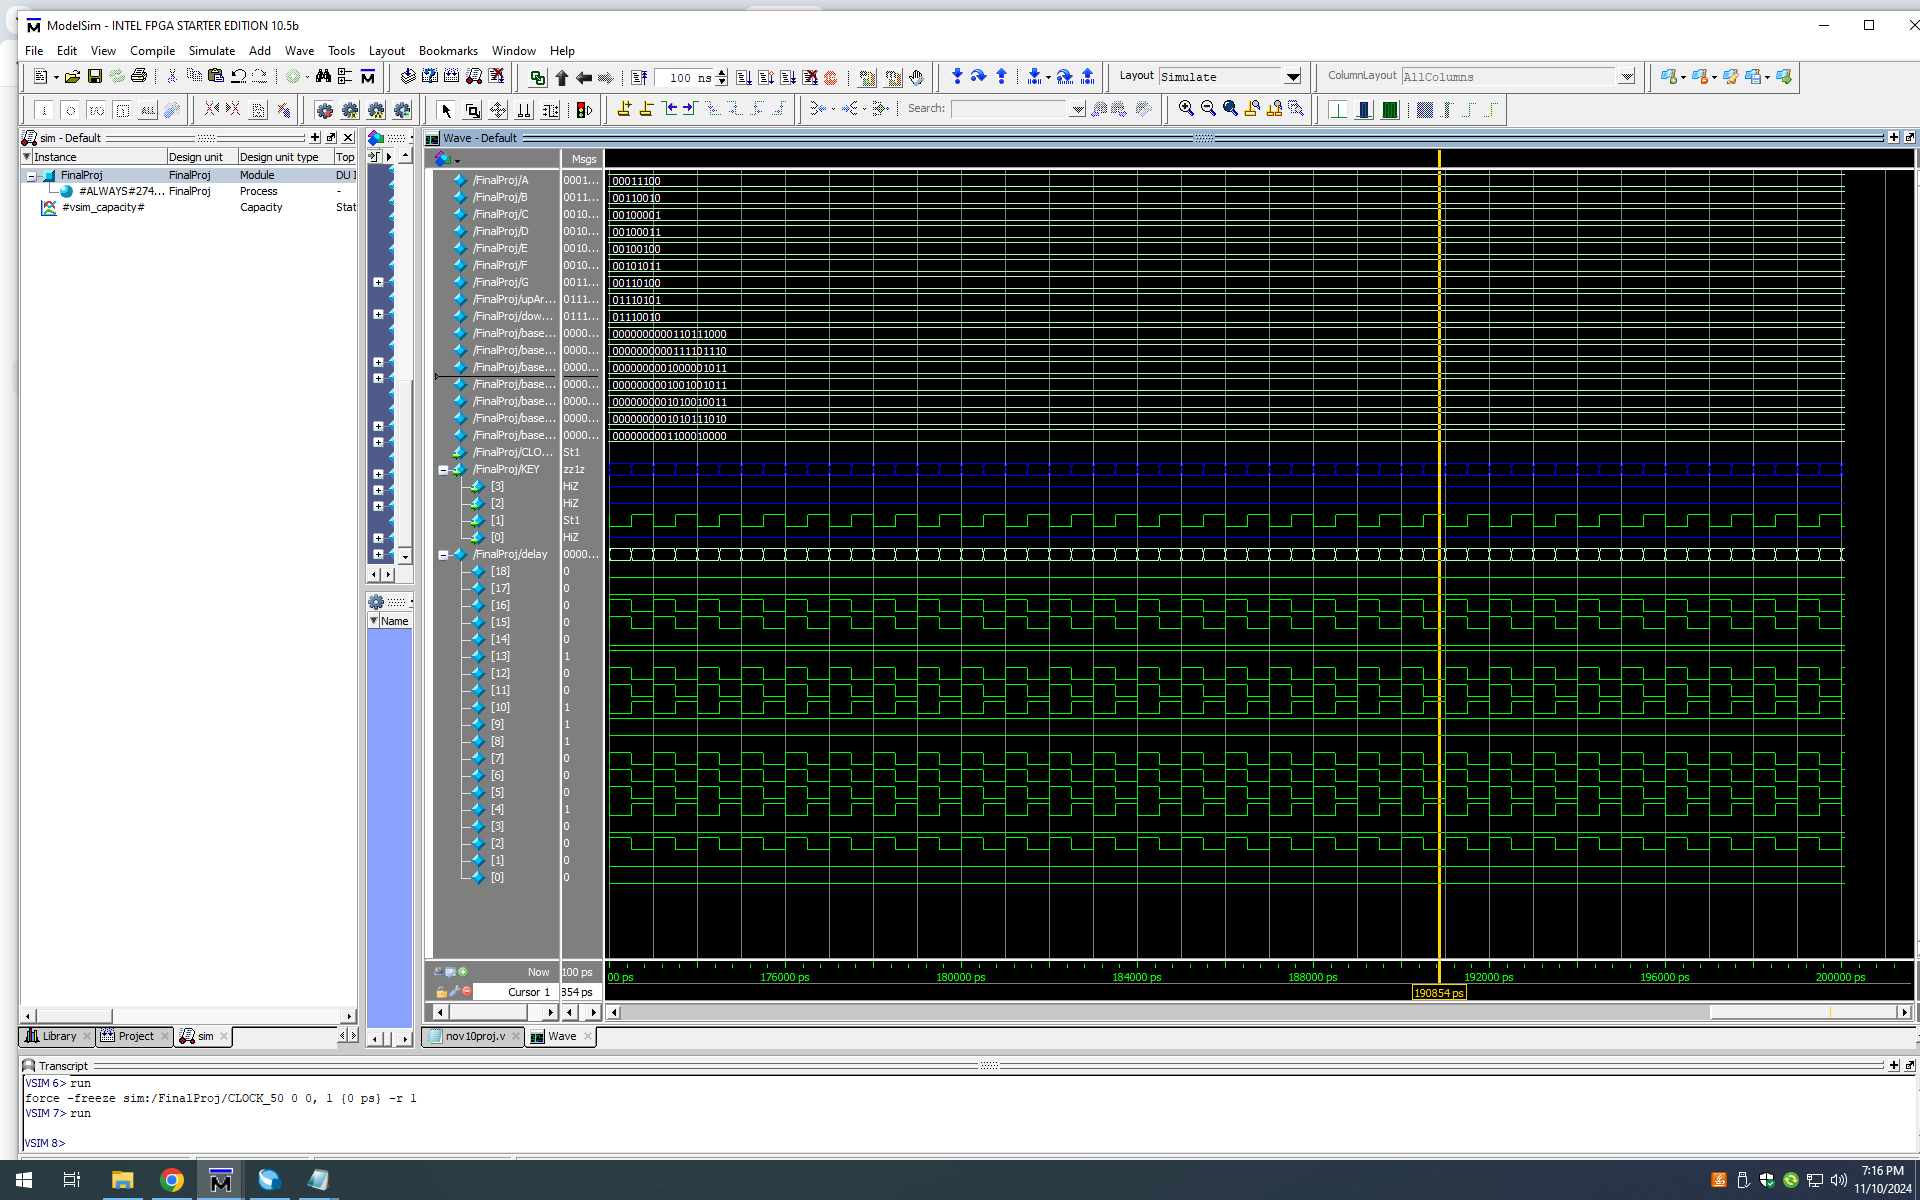 ModelSim - INTEL FPGA STARTER EDITION 10.5b
File Edit View Compile Simulate Add Wave Tools Layout Bookmarks Window Help
100 ns
Layout Simulate
ColumnLayout AllColumns
Search:
sim - Default
Instance Design unit Design unit type Top
FinalProj FinalProj Module DU I
#ALWAYS#274... FinalProj Process -
#vsim_capacity# Capacity Stat
Name
Wave - Default
Msgs
/FinalProj/A 0001... 00011100
/FinalProj/B 0011... 00110010
/FinalProj/C 0010... 00100001
/FinalProj/D 0010... 00100011
/FinalProj/E 0010... 00100100
/FinalProj/F 0010... 00101011
/FinalProj/G 0011... 00110100
/FinalProj/upAr... 0111... 01110101
/FinalProj/dow... 0111... 01110010
/FinalProj/base... 0000... 0000000000110111000
/FinalProj/base... 0000... 0000000000111101110
/FinalProj/base... 0000... 0000000001000001011
/FinalProj/base... 0000... 0000000001001001011
/FinalProj/base... 0000... 0000000001010010011
/FinalProj/base... 0000... 0000000001010111010
/FinalProj/base... 0000... 0000000001100010000
/FinalProj/CLO... St1
/FinalProj/KEY zz1z
[3] HiZ
[2] HiZ
[1] St1
[0] HiZ
/FinalProj/delay 0000...
[18] 0
[17] 0
[16] 0
[15] 0
[14] 0
[13] 1
[12] 0
[11] 0
[10] 1
[9] 1
[8] 1
[7] 0
[6] 0
[5] 0
[4] 1
[3] 0
[2] 0
[1] 0
[0] 0
Now 100 ps
00 ps 176000 ps 180000 ps 184000 ps 188000 ps 192000 ps 196000 ps 200000 ps
Cursor 1 854 ps
190854 ps
Library Project sim
nov10proj.v Wave
Transcript
VSIM 6> run
force -freeze sim:/FinalProj/CLOCK_50 0 0, 1 {0 ps} -r 1
VSIM 7> run
VSIM 8>
7:16 PM
11/10/2024